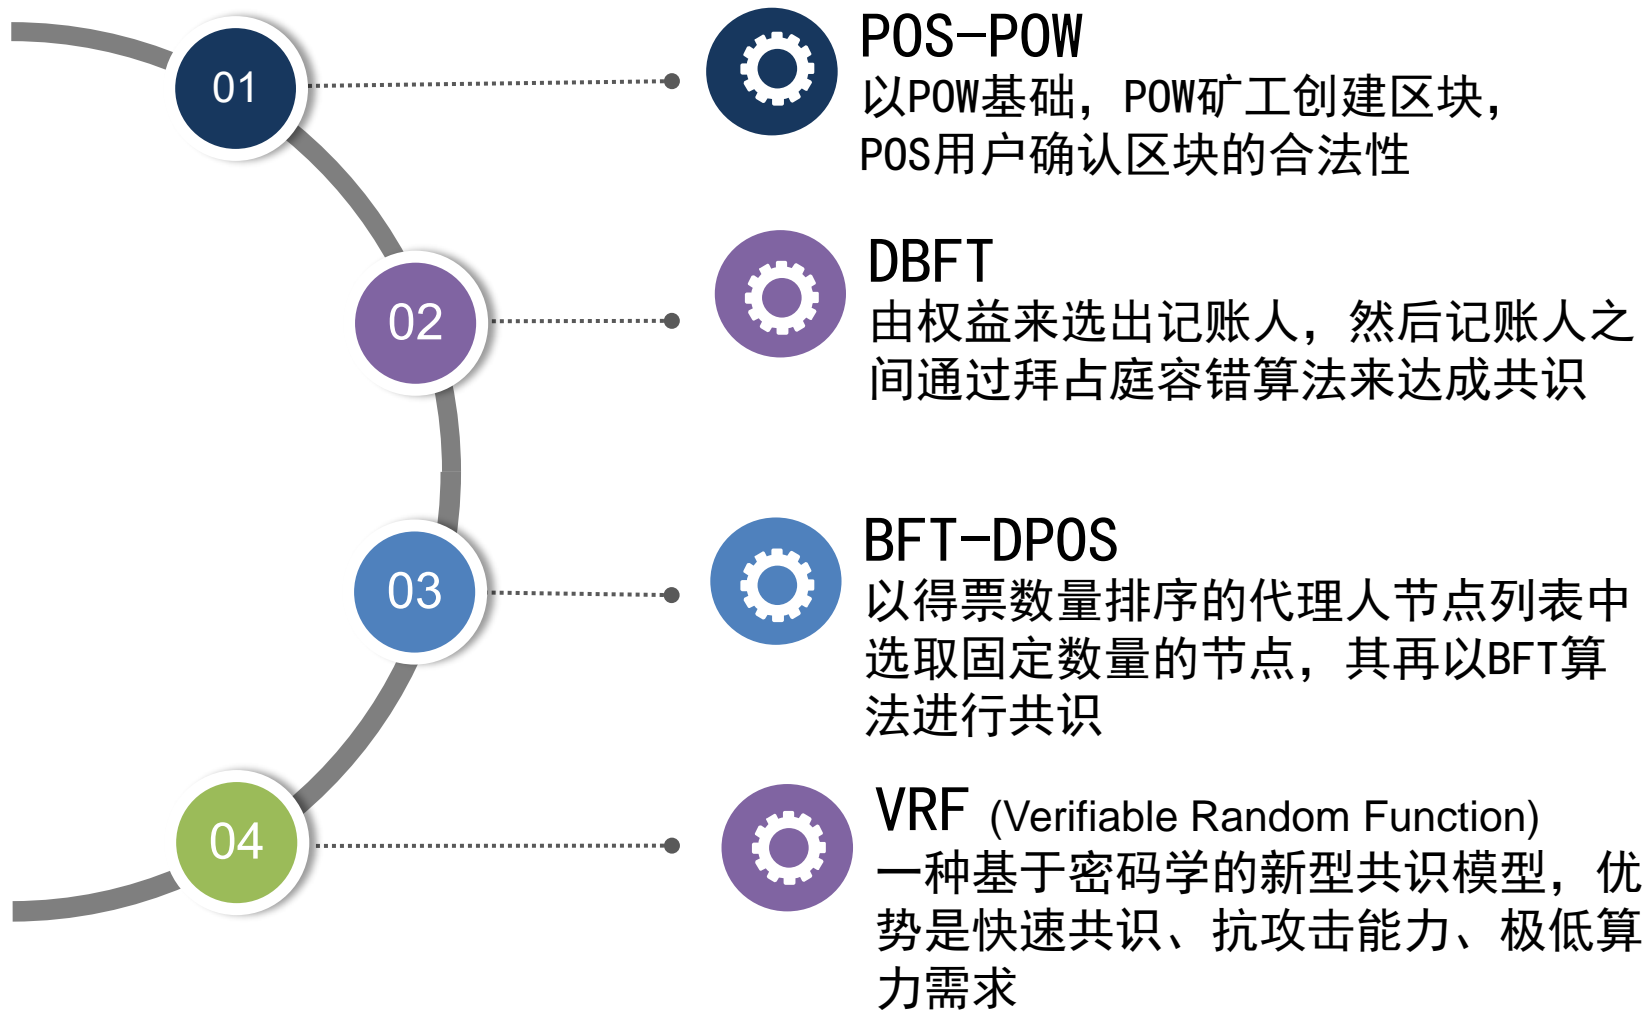 01
POS-POW
以POW基础，POW矿工创建区块，
POS用户确认区块的合法性
02
DBFT
由权益来选出记账人，然后记账人之
间通过拜占庭容错算法来达成共识
03
BFT-DPOS
以得票数量排序的代理人节点列表中
选取固定数量的节点，其再以BFT算
法进行共识
04
VRF (Verifiable Random Function)
一种基于密码学的新型共识模型，优
势是快速共识、抗攻击能力、极低算
力需求